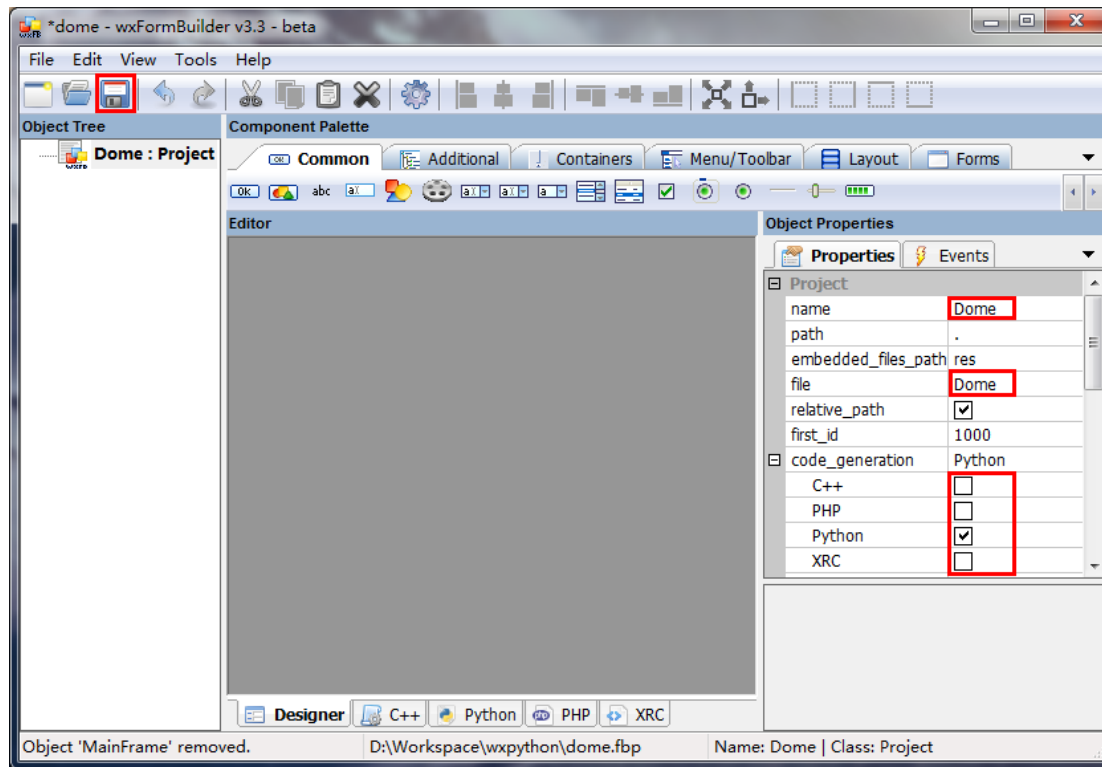 *dome - wxFormBuilder v3.3 - beta
File Edit View Tools Help
Object Tree
Component Palette
Dome : Project
Common Additional Containers Menu/Toolbar Layout Forms
OK abc
Editor
Object Properties
Properties Events
Project
name Dome
path .
embedded_files_path res
file Dome
relative_path
first_id 1000
code_generation Python
C++
PHP
Python
XRC
Designer C++ Python PHP XRC
Object 'MainFrame' removed. D:\Workspace\wxpython\dome.fbp Name: Dome | Class: Project